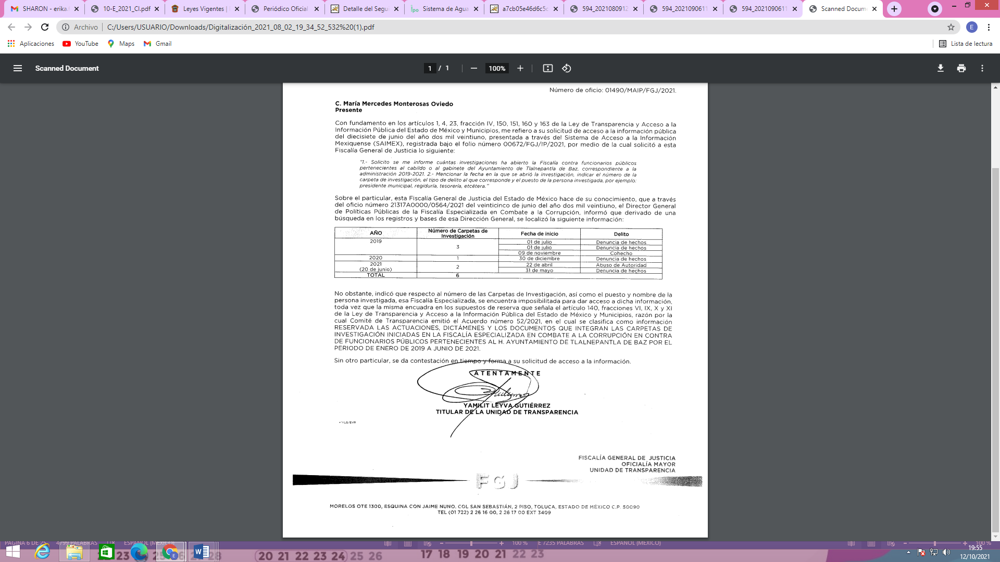 SHARON - erika.
10-E_2021_CI.pdf
Leyes Vigentes |
Periódico Oficial
Detalle del Segu
Sistema de Agua
a7cb05e46d6c5c
594_2021080912
594_2021090611
594_2021090611
Scanned Docum
Archivo
C:/Users/USUARIO/Downloads/Digitalización_2021_08_02_19_34_52_532%20(1).pdf
E
Aplicaciones
YouTube
Maps
Gmail
Lista de lectura
Scanned Document
1 / 1
100%
Número de oficio: 01490/MAIP/FGJ/2021.
C. María Mercedes Monterosas Oviedo
Presente
Con fundamento en los artículos 1, 4, 23, fracción IV, 150, 151, 160 y 163 de la Ley de Transparencia y Acceso a la
Información Pública del Estado de México y Municipios, me refiero a su solicitud de acceso a la información pública
del diecisiete de junio del año dos mil veintiuno, presentada a través del Sistema de Acceso a la Información
Mexiquense (SAIMEX), registrada bajo el folio número 00672/FGJ/IP/2021, por medio de la cual solicitó a esta
Fiscalía General de Justicia lo siguiente:
"1.- Solicito se me informe cuántas investigaciones ha abierto la Fiscalía contra funcionarios públicos
pertenecientes al cabildo o al gabinete del Ayuntamiento de Tlalnepantla de Baz, correspondiente a la
administración 2019-2021. 2.- Mencionar la fecha en la que se abrió la investigación, indicar el número de la
carpeta de investigación, el tipo de delito al que corresponde y el puesto de la persona investigada, por ejemplo:
presidente municipal, regiduría, tesorería, etcétera."
Sobre el particular, esta Fiscalía General de Justicia del Estado de México hace de su conocimiento, que a través
del oficio número 21317A0000/0564/2021 del veinticinco de junio del año dos mil veintiuno, el Director General
de Políticas Públicas de la Fiscalía Especializada en Combate a la Corrupción, informó que derivado de una
búsqueda en los registros y bases de esa Dirección General, se localizó la siguiente información:
AÑO
Número de Carpetas de
Investigación
Fecha de inicio
Delito
2019
3
01 de julio
Denuncia de hechos
01 de julio
Denuncia de hechos
09 de noviembre
Cohecho
2020
1
30 de diciembre
Denuncia de hechos
2021
(20 de junio)
2
22 de abril
Abuso de Autoridad
31 de mayo
Denuncia de hechos
TOTAL
6
No obstante, indicó que respecto al número de las Carpetas de Investigación, así como el puesto y nombre de la
persona investigada, esa Fiscalía Especializada, se encuentra imposibilitada para dar acceso a dicha información,
toda vez que la misma encuadra en los supuestos de reserva que señala el artículo 140, fracciones VI, IX, X y XI
de la Ley de Transparencia y Acceso a la Información Pública del Estado de México y Municipios, razón por la
cual Comité de Transparencia emitió el Acuerdo número 52/2021, en el cual se clasifica como información
RESERVADA LAS ACTUACIONES, DICTÁMENES Y LOS DOCUMENTOS QUE INTEGRAN LAS CARPETAS DE
INVESTIGACIÓN INICIADAS EN LA FISCALÍA ESPECIALIZADA EN COMBATE A LA CORRUPCIÓN EN CONTRA
DE FUNCIONARIOS PÚBLICOS PERTENECIENTES AL H. AYUNTAMIENTO DE TLALNEPANTLA DE BAZ POR EL
PERIODO DE ENERO DE 2019 A JUNIO DE 2021.
Sin otro particular, se da contestación en tiempo y forma a su solicitud de acceso a la información.
A T E N T A M E N T E
YAMILIT LEYVA GUTIÉRREZ
TITULAR DE LA UNIDAD DE TRANSPARENCIA
*YLG/EVR
FISCALÍA GENERAL DE JUSTICIA
OFICIALÍA MAYOR
UNIDAD DE TRANSPARENCIA
FGJ
MORELOS OTE 1300, ESQUINA CON JAIME NUNO, COL SAN SEBASTIÁN, 2 PISO, TOLUCA, ESTADO DE MÉXICO C.P. 50090
TEL (01 722) 2 26 16 00, 2 26 17 00 EXT 3409
PÁGINA 6 DE 25 4799 PALABRAS ESPAÑOL (MÉXICO) 100 % E 7235 PALABRAS ESPAÑOL (MÉXICO) 100 %
23 25 28 20 21 22 23 24 25 26 17 18 19 20 21 22 23
19:55
12/10/2021